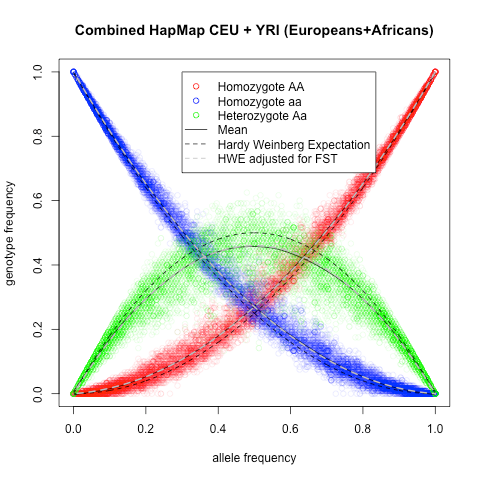 Combined HapMap CEU + YRI (Europeans+Africans)
Homozygote AA
Homozygote aa
Heterozygote Aa
Mean
Hardy Weinberg Expectation
HWE adjusted for FST
genotype frequency
1.0
0.8
0.6
0.4
0.2
0.0
0.0 0.2 0.4 0.6 0.8 1.0
allele frequency